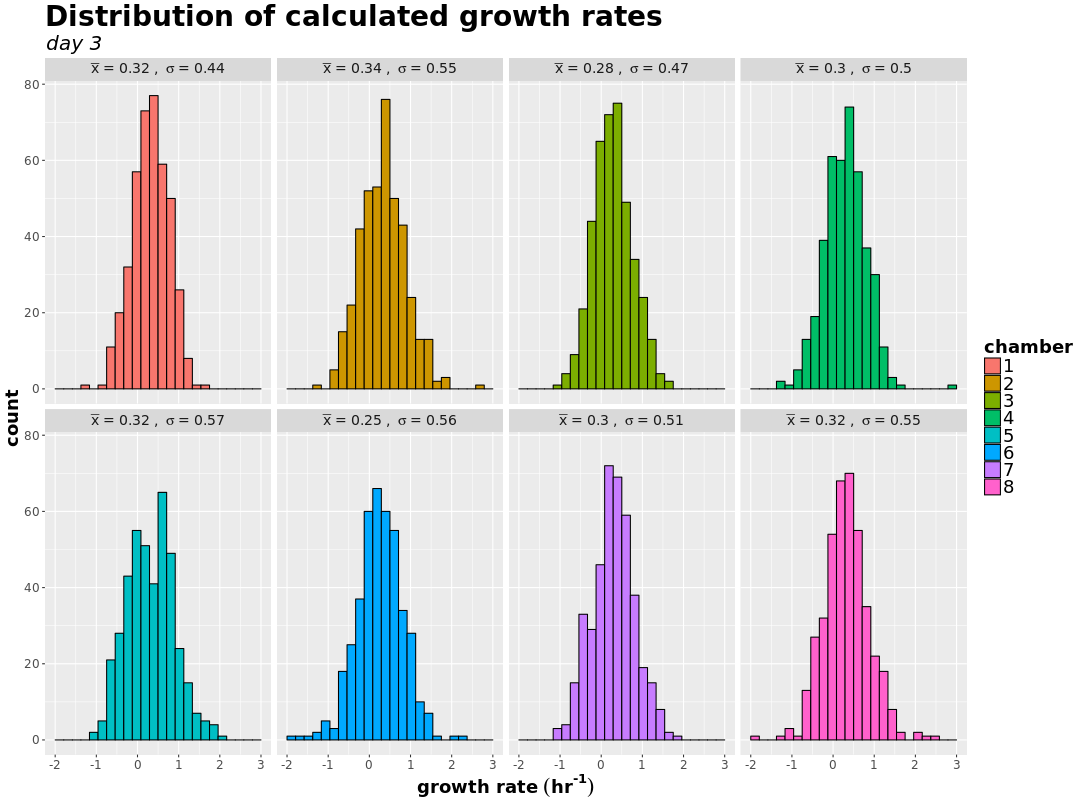 Distribution of calculated growth rates
day 3
x̅ = 0.32 , σ = 0.44
x̅ = 0.34 , σ = 0.55
x̅ = 0.28 , σ = 0.47
x̅ = 0.3 , σ = 0.5
80
60
40
20
0
x̅ = 0.32 , σ = 0.57
x̅ = 0.25 , σ = 0.56
x̅ = 0.3 , σ = 0.51
x̅ = 0.32 , σ = 0.55
80
60
40
20
0
-2 -1 0 1 2 3
-2 -1 0 1 2 3
-2 -1 0 1 2 3
-2 -1 0 1 2 3
count
growth rate (hr⁻¹)
chamber
1
2
3
4
5
6
7
8